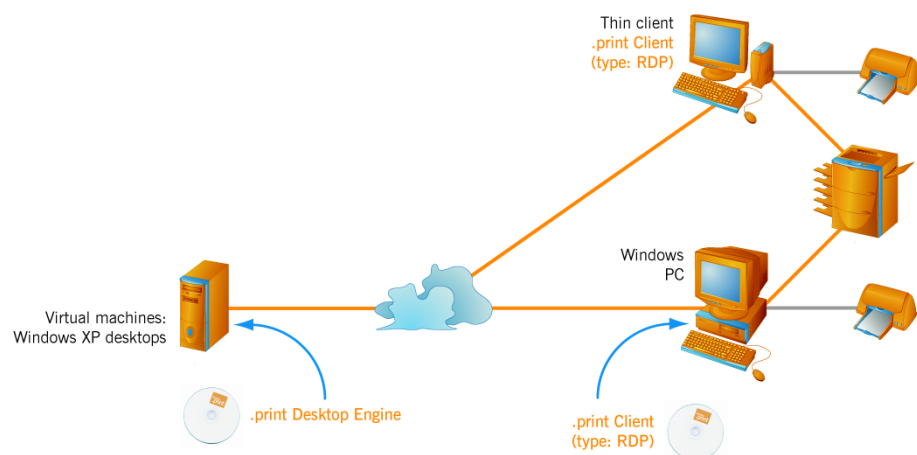 Thin client
.print Client
(type: RDP)
Windows
PC
Virtual machines:
Windows XP desktops
.print Desktop Engine
.print Client
(type: RDP)